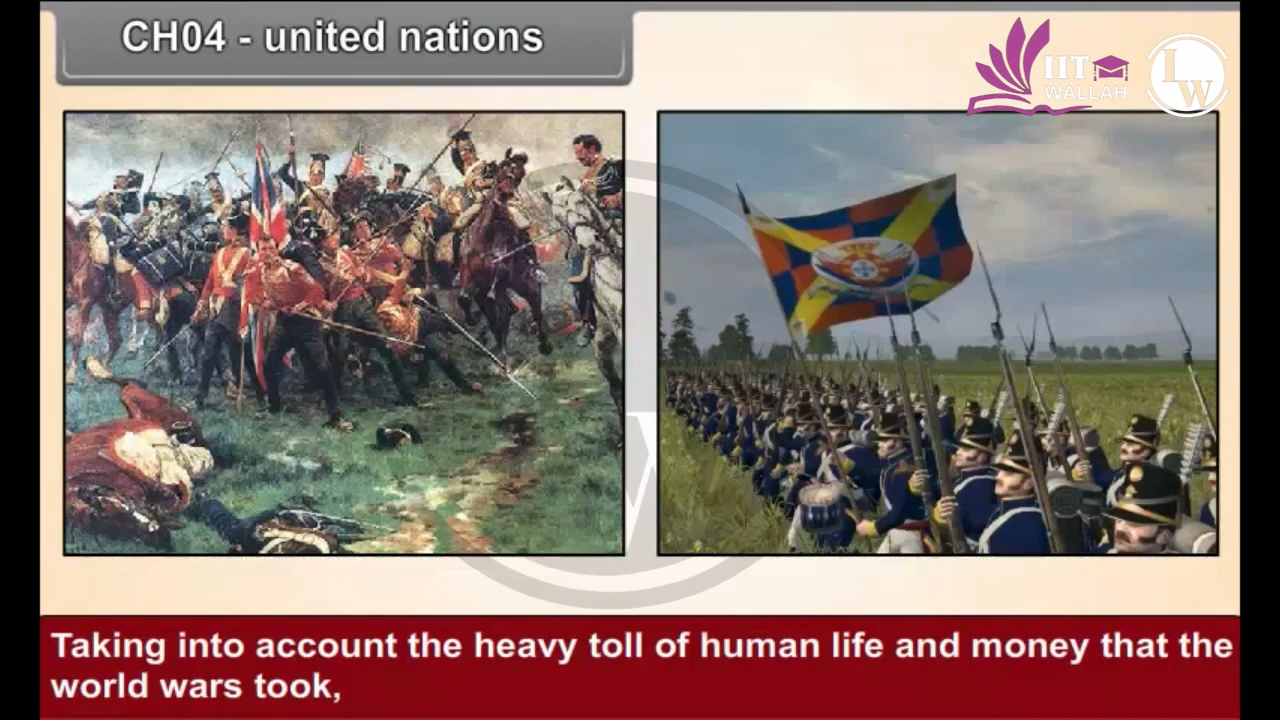 CH04 - united nations
IIT
WALLAH
LW
Taking into account the heavy toll of human life and money that the
world wars took,